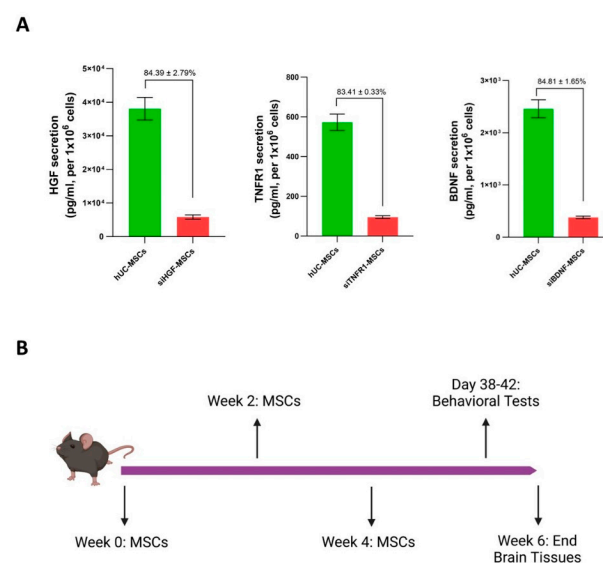 A
84.39 ± 2.79%
HGF secretion
(pg/ml, per 1x10⁶ cells)
5×10⁴
4×10⁴
3×10⁴
2×10⁴
1×10⁴
0
hUC-MSCs
siHGF-MSCs
83.41 ± 0.33%
TNFR1 secretion
(pg/ml, per 1x10⁶ cells)
800
600
400
200
0
hUC-MSCs
siTNFR1-MSCs
84.81 ± 1.65%
BDNF secretion
(pg/ml, per 1x10⁶ cells)
3×10³
2×10³
1×10³
0
hUC-MSCs
siBDNF-MSCs
B
Week 2: MSCs
Day 38-42:
Behavioral Tests
Week 0: MSCs
Week 4: MSCs
Week 6: End
Brain Tissues